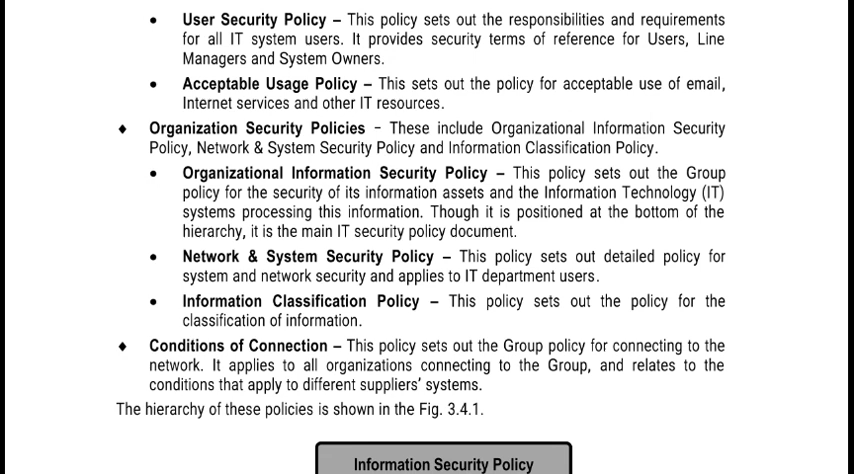 • User Security Policy – This policy sets out the responsibilities and requirements
for all IT system users. It provides security terms of reference for Users, Line
Managers and System Owners.
• Acceptable Usage Policy – This sets out the policy for acceptable use of email,
Internet services and other IT resources.
♦ Organization Security Policies – These include Organizational Information Security
Policy, Network & System Security Policy and Information Classification Policy.
• Organizational Information Security Policy – This policy sets out the Group
policy for the security of its information assets and the Information Technology (IT)
systems processing this information. Though it is positioned at the bottom of the
hierarchy, it is the main IT security policy document.
• Network & System Security Policy – This policy sets out detailed policy for
system and network security and applies to IT department users.
• Information Classification Policy – This policy sets out the policy for the
classification of information.
♦ Conditions of Connection – This policy sets out the Group policy for connecting to the
network. It applies to all organizations connecting to the Group, and relates to the
conditions that apply to different suppliers’ systems.
The hierarchy of these policies is shown in the Fig. 3.4.1.
Information Security Policy